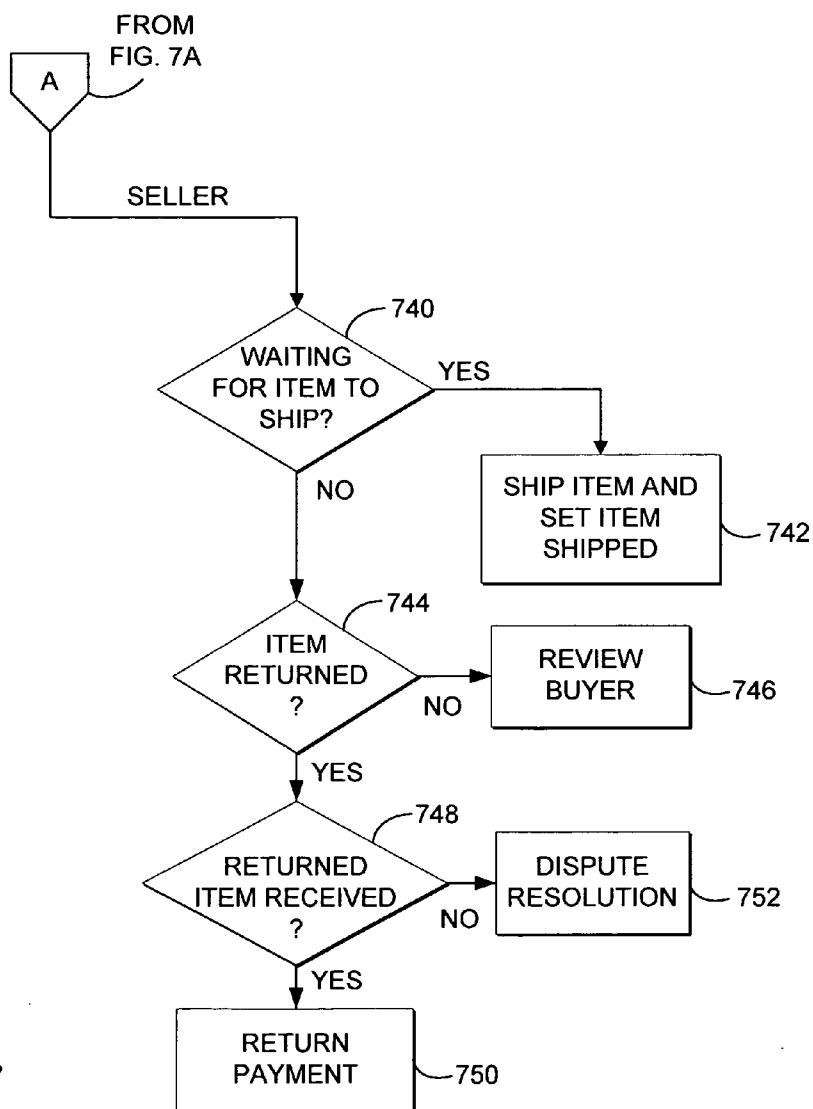 FROM
FIG. 7A
A
SELLER
740
WAITING
FOR ITEM TO
SHIP?
YES
NO
SHIP ITEM AND
SET ITEM
SHIPPED
742
744
ITEM
RETURNED
?
NO
REVIEW
BUYER
746
YES
748
RETURNED
ITEM RECEIVED
?
NO
DISPUTE
RESOLUTION
752
YES
RETURN
PAYMENT
750